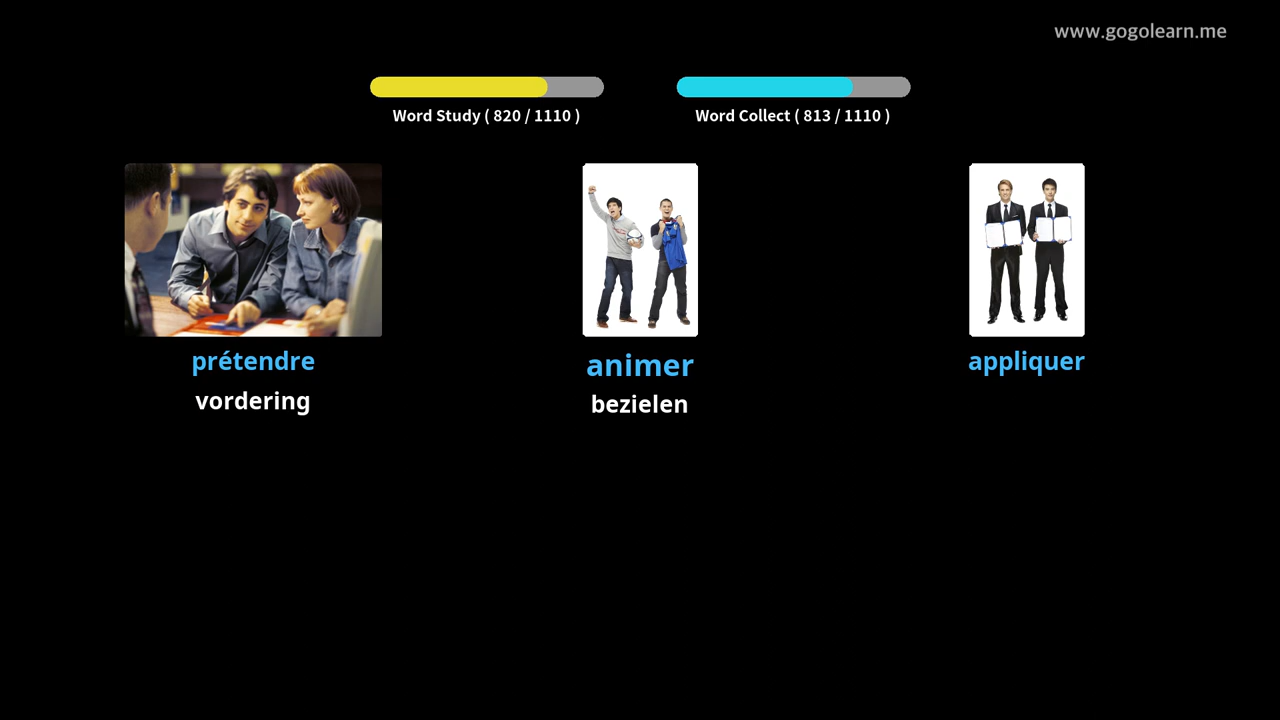 www.gogolearn.me
Word Study ( 820 / 1110 )
Word Collect ( 813 / 1110 )
prétendre
vordering
animer
bezielen
appliquer